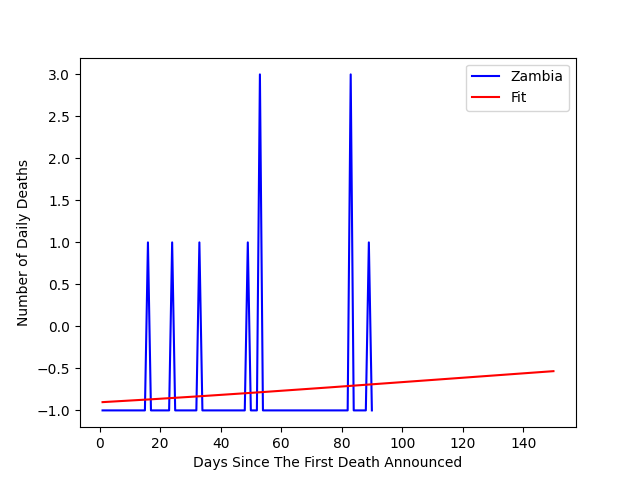 Zambia
Fit
3.0
2.5
2.0
1.5
1.0
0.5
0.0
−0.5
−1.0
Number of Daily Deaths
0 20 40 60 80 100 120 140
Days Since The First Death Announced